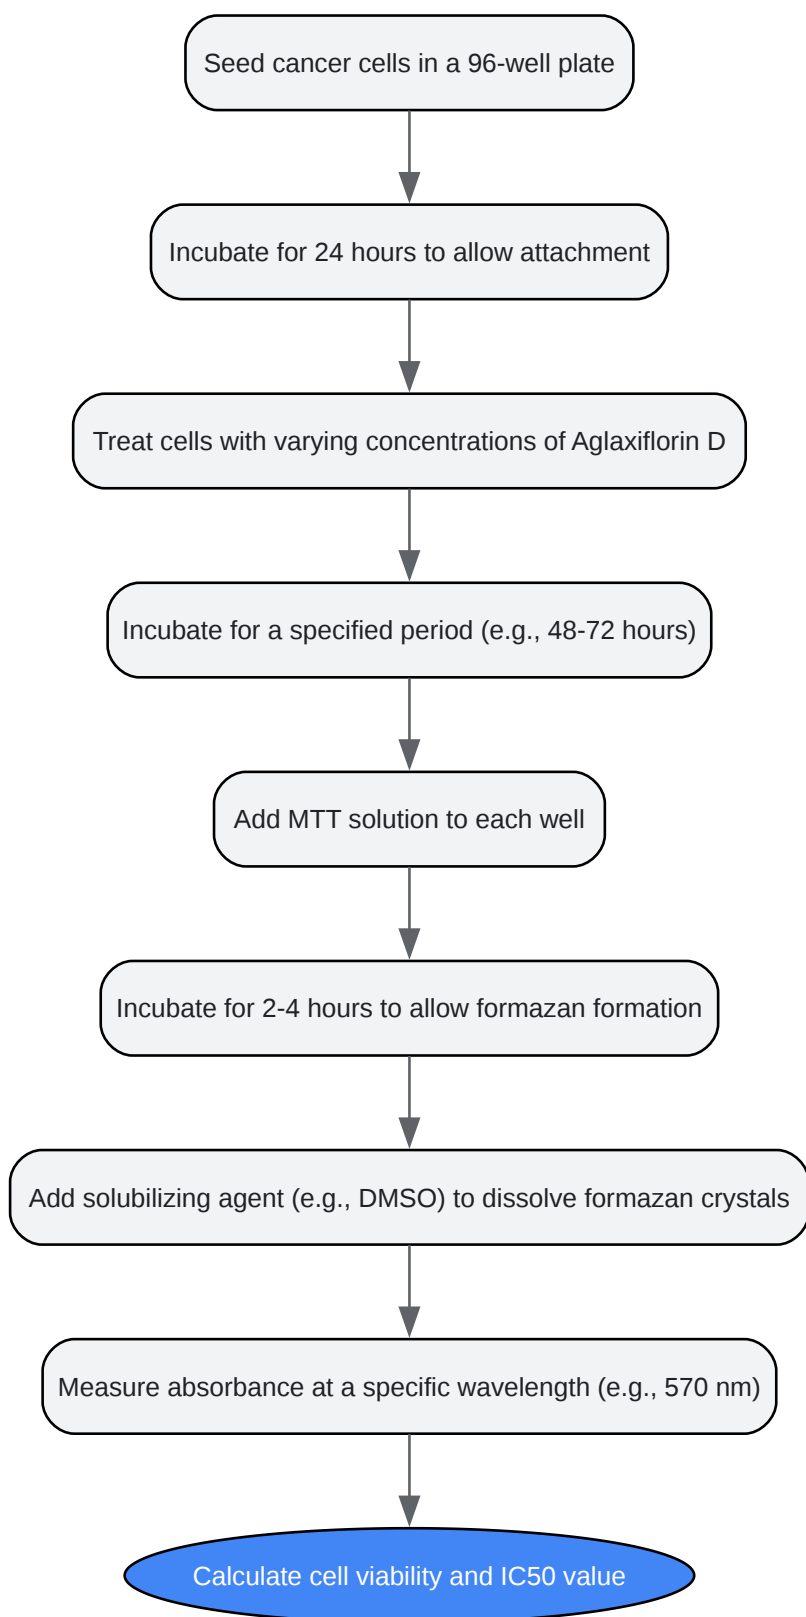 Seed cancer cells in a 96-well plate
Incubate for 24 hours to allow attachment
Treat cells with varying concentrations of Aglaxiflorin D
Incubate for a specified period (e.g., 48-72 hours)
Add MTT solution to each well
Incubate for 2-4 hours to allow formazan formation
Add solubilizing agent (e.g., DMSO) to dissolve formazan crystals
Measure absorbance at a specific wavelength (e.g., 570 nm)
Calculate cell viability and IC50 value